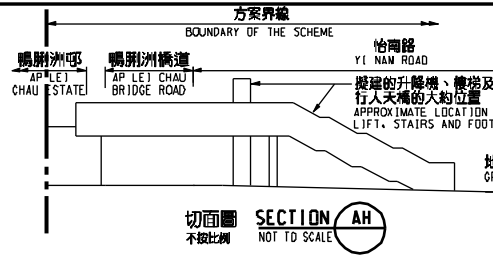 方案界線
BOUNDARY OF THE SCHEME
鴨脷洲邨
AP LEI
CHAU ESTATE
鴨脷洲橋道
AP LEI CHAU
BRIDGE ROAD
怡南路
YI NAM ROAD
擬建的升降機、樓梯及
行人天橋的大約位置
APPROXIMATE LOCATION
LIFT, STAIRS AND FOOT
切面圖
不按比例
SECTION
NOT TO SCALE
AH